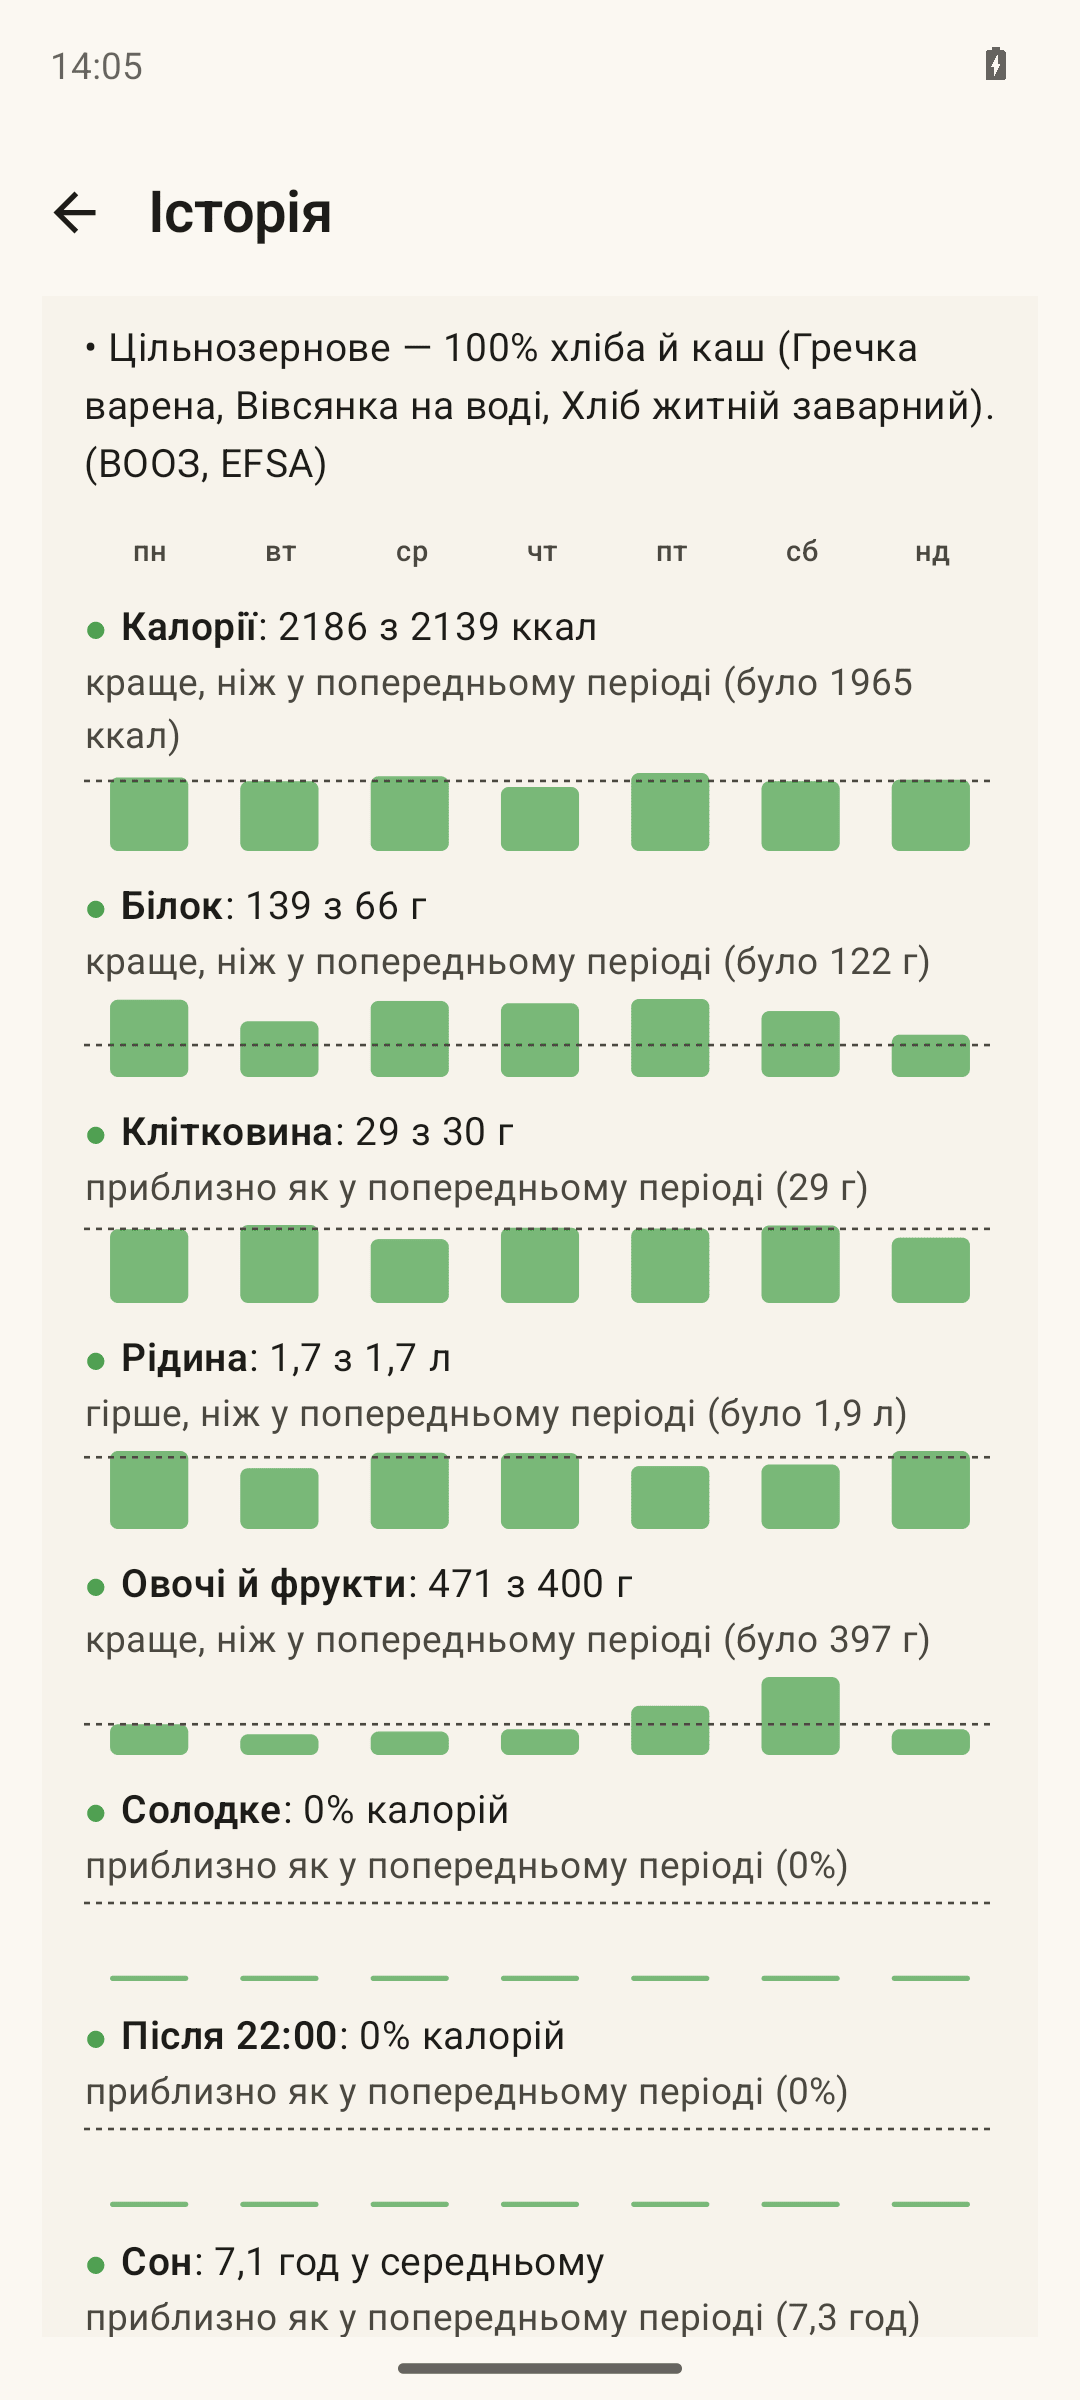 14:05
Історія
• Цільнозернове — 100% хліба й каш (Гречка
варена, Вівсянка на воді, Хліб житній заварний).
(ВООЗ, EFSA)
пн вт ср чт пт сб нд
● Калорії: 2186 з 2139 ккал
краще, ніж у попередньому періоді (було 1965
ккал)
● Білок: 139 з 66 г
краще, ніж у попередньому періоді (було 122 г)
● Клітковина: 29 з 30 г
приблизно як у попередньому періоді (29 г)
● Рідина: 1,7 з 1,7 л
гірше, ніж у попередньому періоді (було 1,9 л)
● Овочі й фрукти: 471 з 400 г
краще, ніж у попередньому періоді (було 397 г)
● Солодке: 0% калорій
приблизно як у попередньому періоді (0%)
● Після 22:00: 0% калорій
приблизно як у попередньому періоді (0%)
● Сон: 7,1 год у середньому
приблизно як у попередньому періоді (7,3 год)